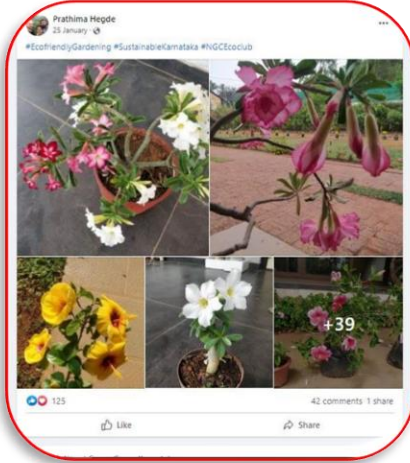 Prathima Hegde
25 January
#EcofriendlyGardening #SustainableKarnataka #NGCEcoclub
+39
125
42 comments 1 share
Like
Share